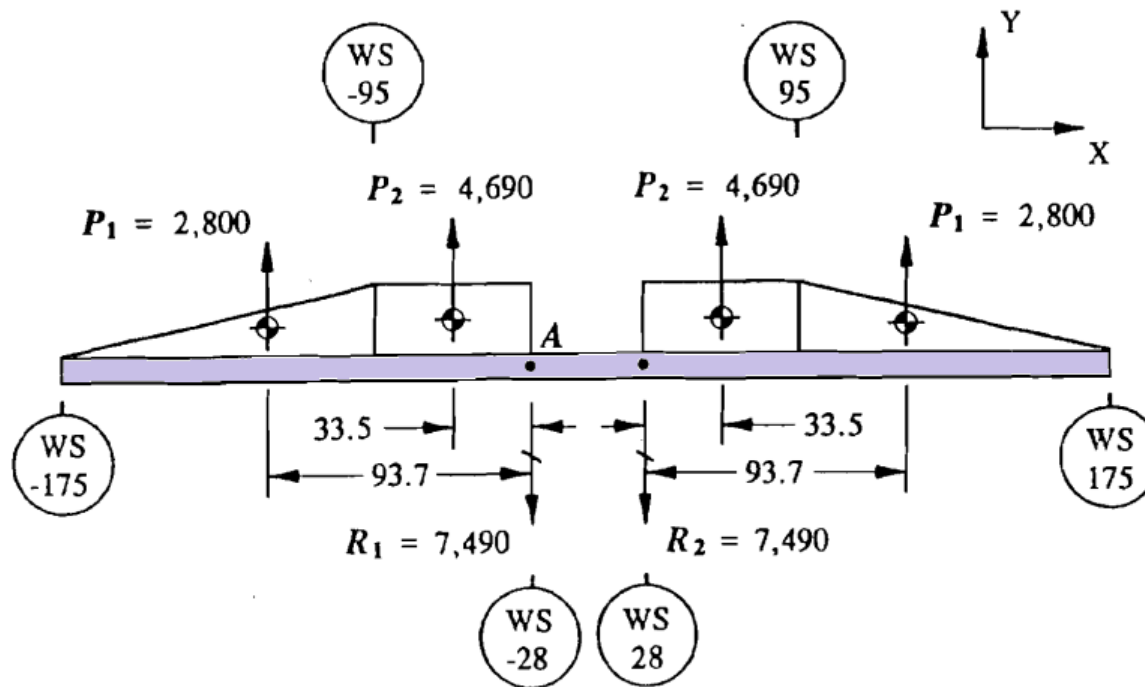 WS
-95
WS
95
Y
X
P₂ = 4,690
P₂ = 4,690
P₁ = 2,800
P₁ = 2,800
A
33.5
33.5
93.7
93.7
WS
-175
WS
175
R₁ = 7,490
R₂ = 7,490
WS
-28
WS
28